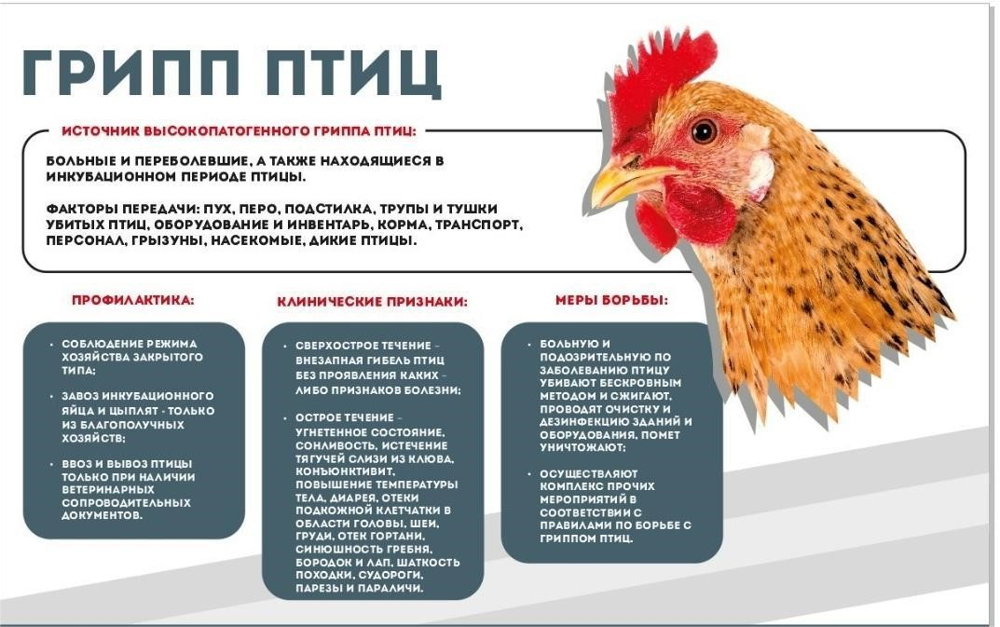 ГРИПП ПТИЦ
ИСТОЧНИК ВЫСОКОПАТОГЕННОГО ГРИППА ПТИЦ:
БОЛЬНЫЕ И ПЕРЕБОЛЕВШИЕ, А ТАКЖЕ НАХОДЯЩИЕСЯ В
ИНКУБАЦИОННОМ ПЕРИОДЕ ПТИЦЫ.
ФАКТОРЫ ПЕРЕДАЧИ: ПУХ, ПЕРО, ПОДСТИЛКА, ТРУПЫ И ТУШКИ
УБИТЫХ ПТИЦ, ОБОРУДОВАНИЕ И ИНВЕНТАРЬ, КОРМА, ТРАНСПОРТ,
ПЕРСОНАЛ, ГРЫЗУНЫ, НАСЕКОМЫЕ, ДИКИЕ ПТИЦЫ.
ПРОФИЛАКТИКА:
• СОБЛЮДЕНИЕ РЕЖИМА
ХОЗЯЙСТВА ЗАКРЫТОГО
ТИПА;
• ЗАВОЗ ИНКУБАЦИОННОГО
ЯЙЦА И ЦЫПЛЯТ - ТОЛЬКО
ИЗ БЛАГОПОЛУЧНЫХ
ХОЗЯЙСТВ;
• ВВОЗ И ВЫВОЗ ПТИЦЫ
ТОЛЬКО ПРИ НАЛИЧИИ
ВЕТЕРИНАРНЫХ
СОПРОВОДИТЕЛЬНЫХ
ДОКУМЕНТОВ.
КЛИНИЧЕСКИЕ ПРИЗНАКИ:
• СВЕРХОСТРОЕ ТЕЧЕНИЕ –
ВНЕЗАПНАЯ ГИБЕЛЬ ПТИЦ
БЕЗ ПРОЯВЛЕНИЯ КАКИХ –
ЛИБО ПРИЗНАКОВ БОЛЕЗНИ;
• ОСТРОЕ ТЕЧЕНИЕ –
УГНЕТЕННОЕ СОСТОЯНИЕ,
СОНЛИВОСТЬ, ИСТЕЧЕНИЕ
ТЯГУЧЕЙ СЛИЗИ ИЗ КЛЮВА,
КОНЪЮНКТИВИТ,
ПОВЫШЕНИЕ ТЕМПЕРАТУРЫ
ТЕЛА, ДИАРЕЯ, ОТЕКИ
ПОДКОЖНОЙ КЛЕТЧАТКИ В
ОБЛАСТИ ГОЛОВЫ, ШЕИ,
ГРУДИ, ОТЕК ГОРТАНИ,
СИНЮШНОСТЬ ГРЕБНЯ,
БОРОДОК И ЛАП, ШАТКОСТЬ
ПОХОДКИ, СУДОРОГИ,
ПАРЕЗЫ И ПАРАЛИЧИ.
МЕРЫ БОРЬБЫ:
• БОЛЬНУЮ И
ПОДОЗРИТЕЛЬНУЮ ПО
ЗАБОЛЕВАНИЮ ПТИЦУ
УБИВАЮТ БЕСКРОВНЫМ
МЕТОДОМ И СЖИГАЮТ,
ПРОВОДЯТ ОЧИСТКУ И
ДЕЗИНФЕКЦИЮ ЗДАНИЙ И
ОБОРУДОВАНИЯ, ПОМЕТ
УНИЧТОЖАЮТ;
• ОСУЩЕСТВЛЯЮТ
КОМПЛЕКС ПРОЧИХ
МЕРОПРИЯТИЙ В
СООТВЕТСТВИИ С
ПРАВИЛАМИ ПО БОРЬБЕ С
ГРИППОМ ПТИЦ.